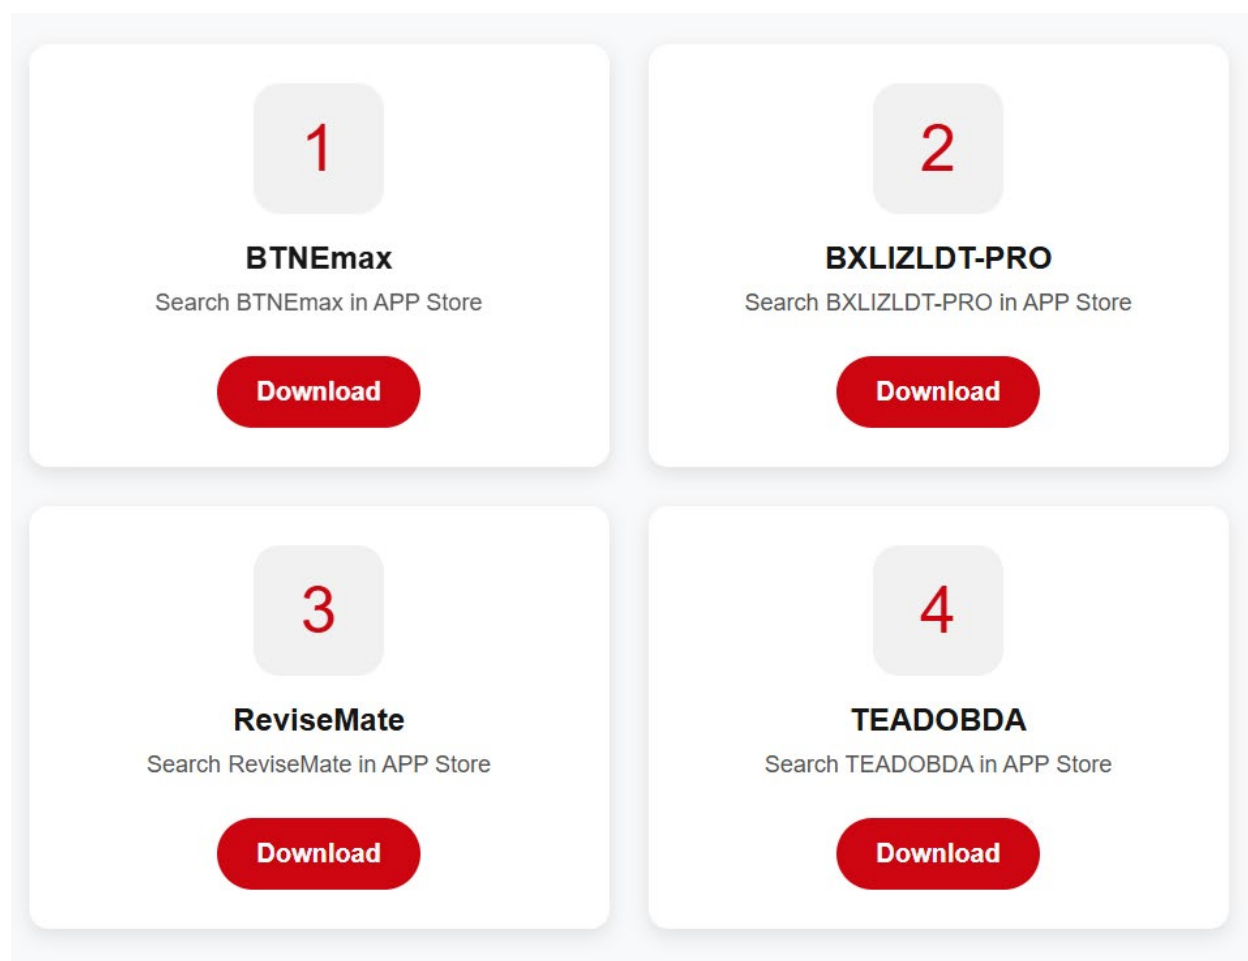 1
BTNEmax
Search BTNEmax in APP Store
Download
2
BXLIZLDT-PRO
Search BXLIZLDT-PRO in APP Store
Download
3
ReviseMate
Search ReviseMate in APP Store
Download
4
TEADOBDA
Search TEADOBDA in APP Store
Download